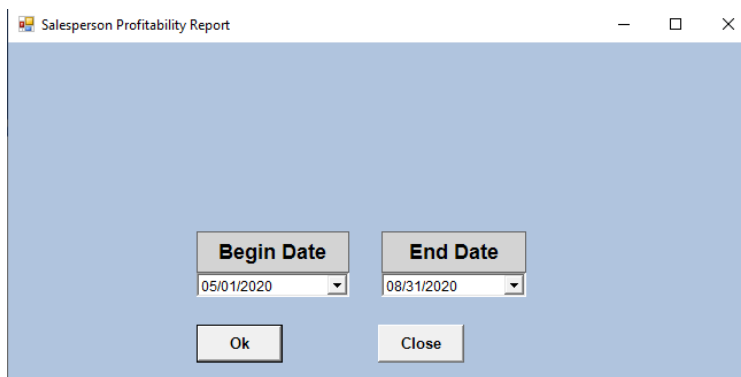 Salesperson Profitability Report
Begin Date End Date
05/01/2020 08/31/2020
Ok Close